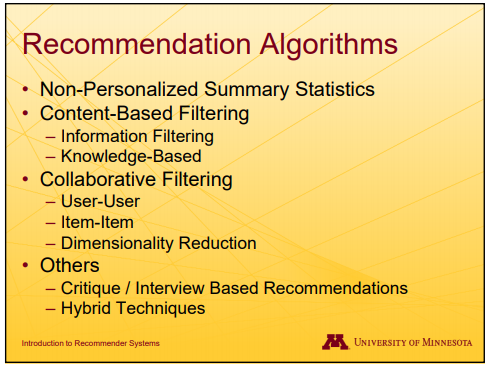 Recommendation Algorithms
• Non-Personalized Summary Statistics
• Content-Based Filtering
– Information Filtering
– Knowledge-Based
• Collaborative Filtering
– User-User
– Item-Item
– Dimensionality Reduction
• Others
– Critique / Interview Based Recommendations
– Hybrid Techniques
Introduction to Recommender Systems
M UNIVERSITY OF MINNESOTA